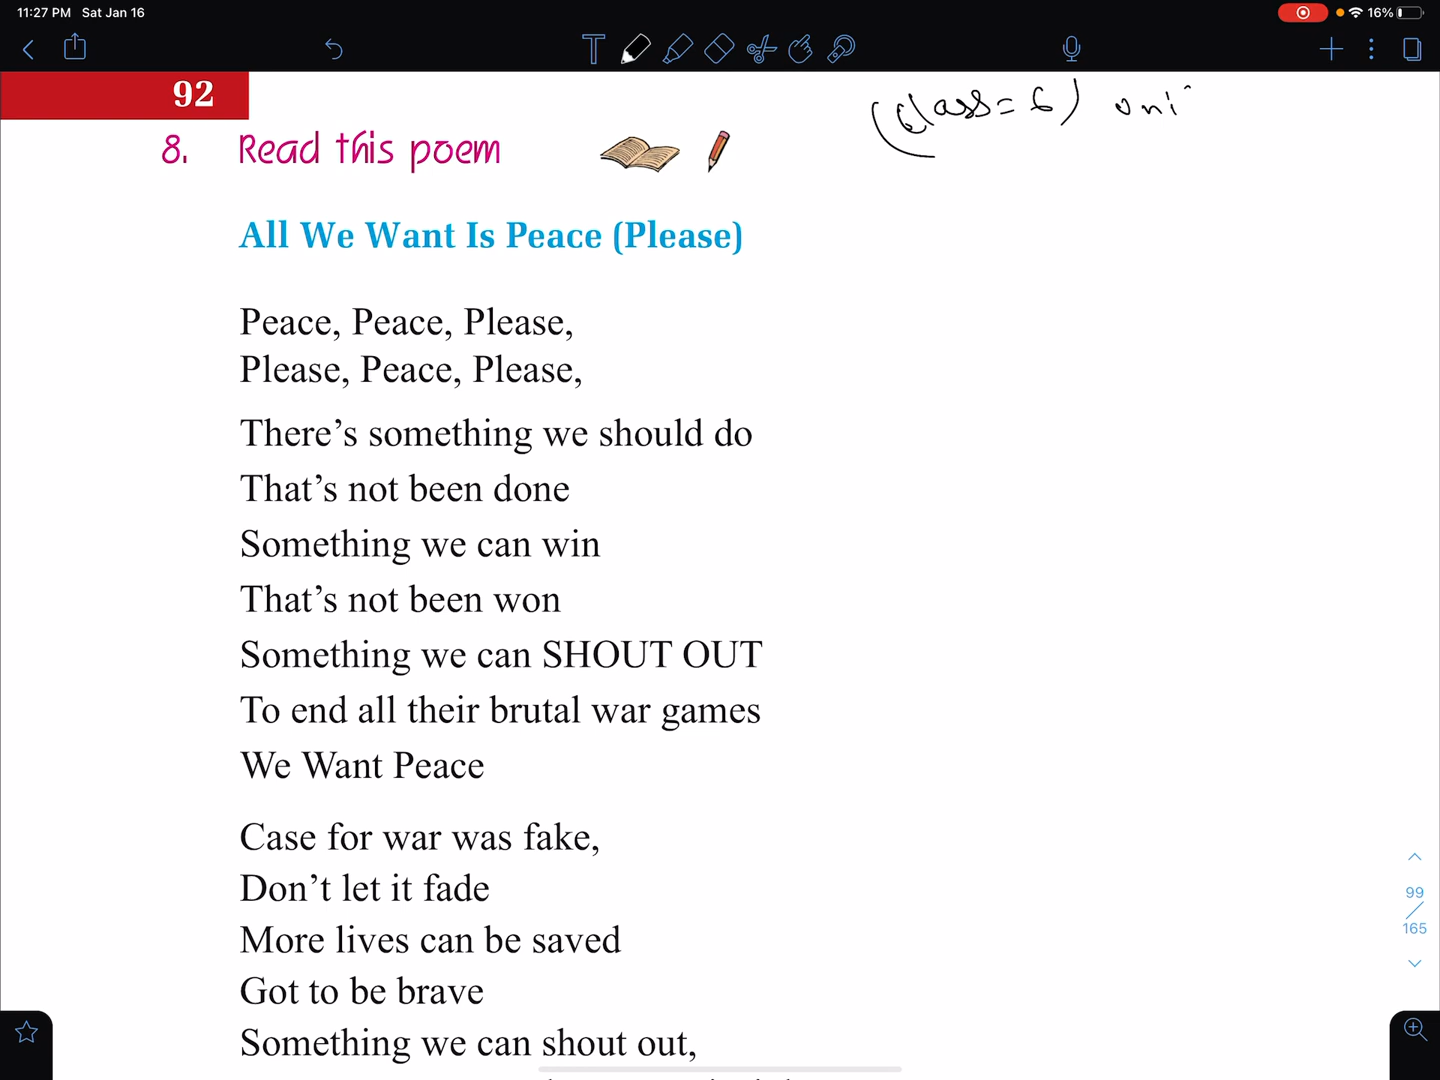 11:27 PM Sat Jan 16
16%
92
(class = 6)
8. Read this poem
All We Want Is Peace (Please)
Peace, Peace, Please,
Please, Peace, Please,
There's something we should do
That's not been done
Something we can win
That's not been won
Something we can SHOUT OUT
To end all their brutal war games
We Want Peace
Case for war was fake,
Don't let it fade
More lives can be saved
Got to be brave
Something we can shout out,
99
165